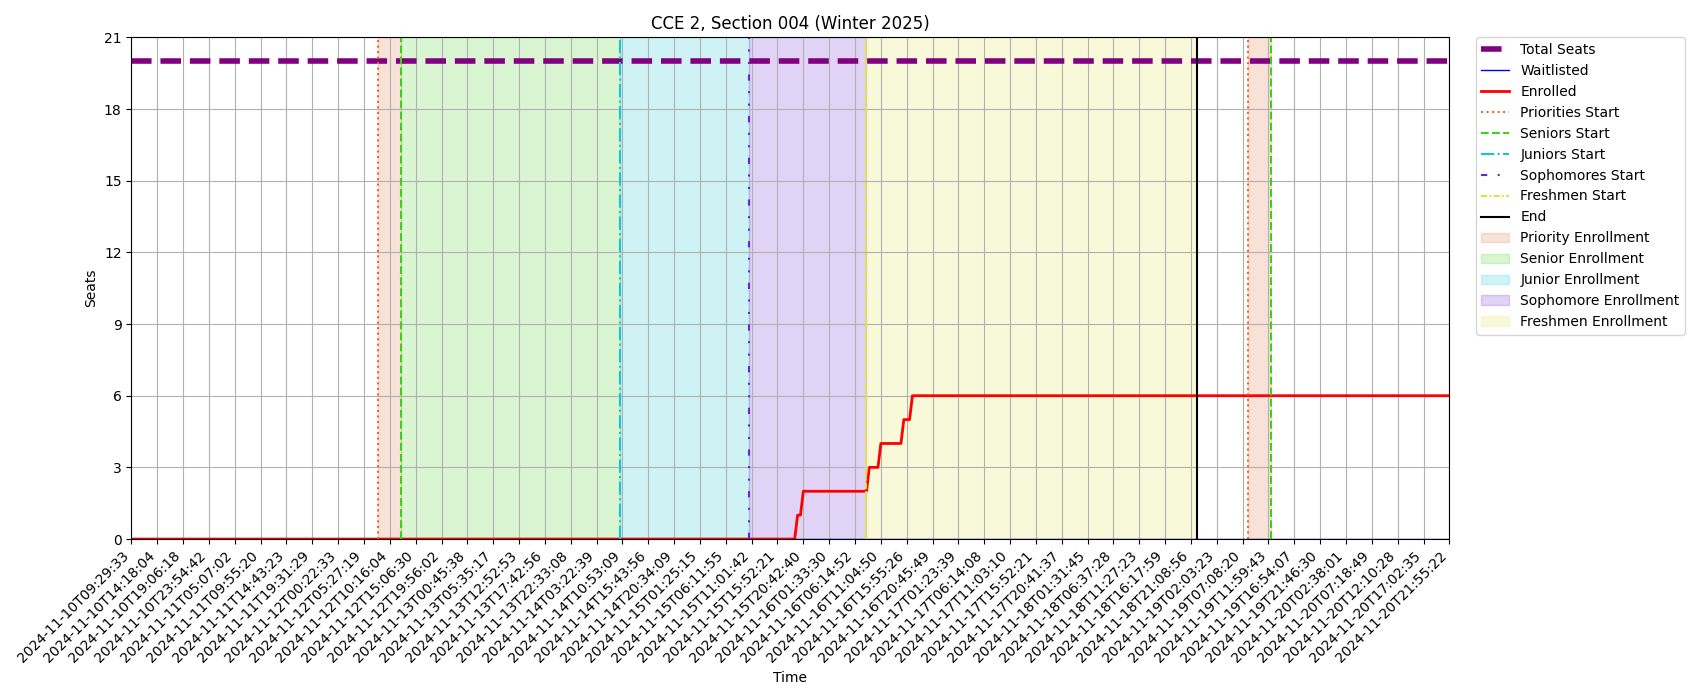 CCE 2, Section 004 (Winter 2025)
21
18
15
12
9
6
3
0
Seats
2024-11-10T09:29:33
2024-11-10T14:18:04
2024-11-10T19:06:18
2024-11-10T23:54:42
2024-11-11T05:07:02
2024-11-11T09:55:20
2024-11-11T14:43:23
2024-11-11T19:31:29
2024-11-12T00:22:33
2024-11-12T05:27:19
2024-11-12T10:16:04
2024-11-12T15:06:30
2024-11-12T19:56:02
2024-11-13T00:45:38
2024-11-13T05:35:17
2024-11-13T12:52:53
2024-11-13T17:42:56
2024-11-13T22:33:08
2024-11-14T03:22:39
2024-11-14T10:53:09
2024-11-14T15:43:56
2024-11-14T20:34:09
2024-11-15T01:25:15
2024-11-15T06:11:55
2024-11-15T11:01:42
2024-11-15T15:52:21
2024-11-15T20:42:40
2024-11-16T01:33:30
2024-11-16T06:14:52
2024-11-16T11:04:50
2024-11-16T15:55:26
2024-11-16T20:45:49
2024-11-17T01:23:39
2024-11-17T06:14:08
2024-11-17T11:03:10
2024-11-17T15:52:21
2024-11-17T20:41:37
2024-11-18T01:31:45
2024-11-18T06:37:28
2024-11-18T11:27:23
2024-11-18T16:17:59
2024-11-18T21:08:56
2024-11-19T02:03:23
2024-11-19T07:08:20
2024-11-19T11:59:43
2024-11-19T16:54:07
2024-11-19T21:46:30
2024-11-20T02:38:01
2024-11-20T07:18:49
2024-11-20T12:10:28
2024-11-20T17:02:35
2024-11-20T21:55:22
Time
Total Seats
Waitlisted
Enrolled
Priorities Start
Seniors Start
Juniors Start
Sophomores Start
Freshmen Start
End
Priority Enrollment
Senior Enrollment
Junior Enrollment
Sophomore Enrollment
Freshmen Enrollment